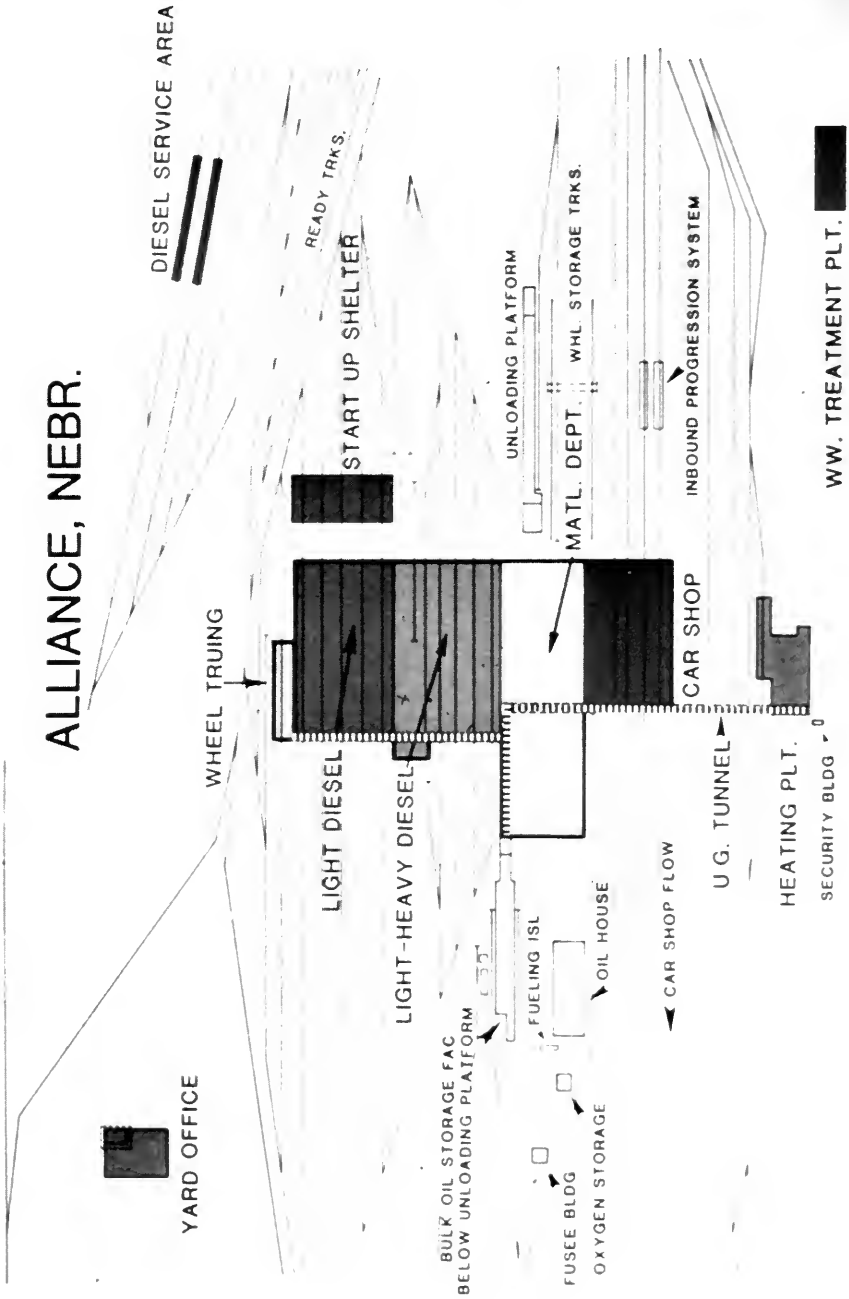 ALLIANCE, NEBR.
DIESEL SERVICE AREA
READY TRKS.
START UP SHELTER
WHEEL TRUING
YARD OFFICE
LIGHT DIESEL
LIGHT-HEAVY DIESEL
UNLOADING PLATFORM
MATL. DEPT.
WHL. STORAGE TRKS.
BULK OIL STORAGE FAC
BELOW UNLOADING PLATFORM
FUELING ISL
OIL HOUSE
FUSEE BLDG
OXYGEN STORAGE
INBOUND PROGRESSION SYSTEM
CAR SHOP
CAR SHOP FLOW
U.G. TUNNEL
HEATING PLT.
SECURITY BLDG
WW. TREATMENT PLT.